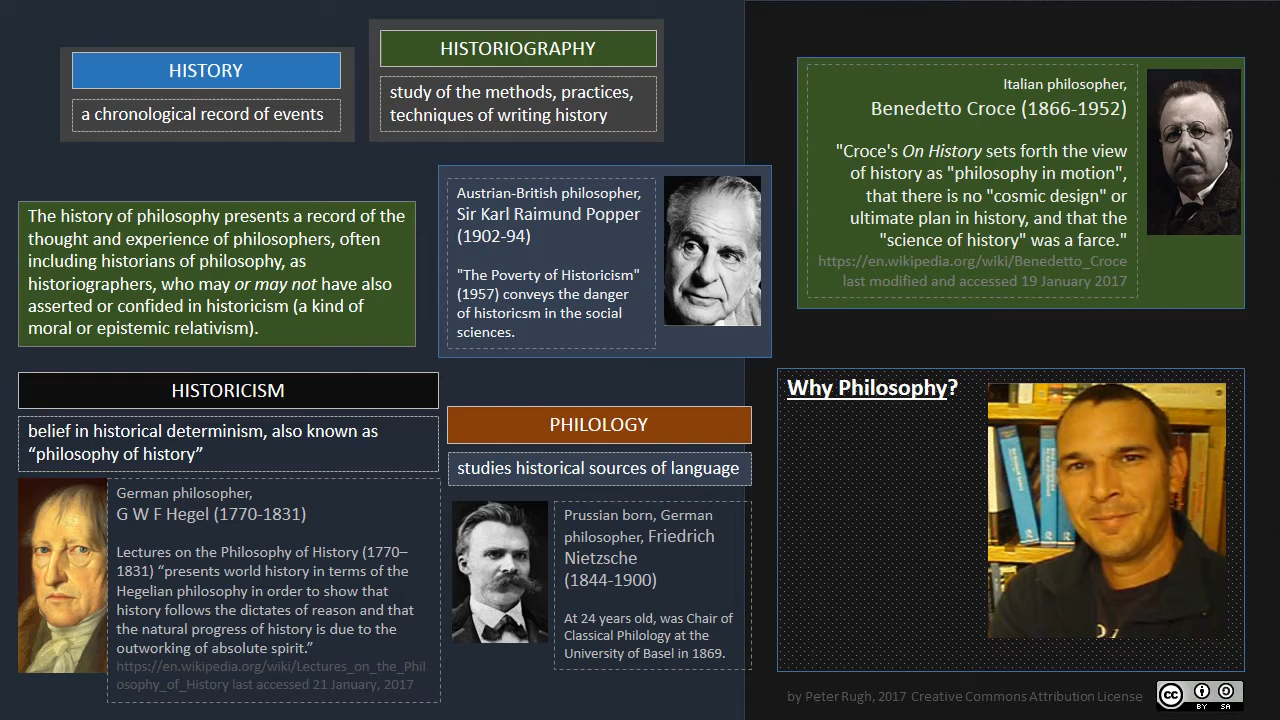 HISTORY
a chronological record of events
HISTORIOGRAPHY
study of the methods, practices,
techniques of writing history
Italian philosopher,
Benedetto Croce (1866-1952)
"Croce's On History sets forth the view
of history as "philosophy in motion",
that there is no "cosmic design" or
ultimate plan in history, and that the
"science of history" was a farce."
https://en.wikipedia.org/wiki/Benedetto_Croce
last modified and accessed 19 January 2017
The history of philosophy presents a record of the
thought and experience of philosophers, often
including historians of philosophy, as
historiographers, who may or may not have also
asserted or confided in historicism (a kind of
moral or epistemic relativism).
Austrian-British philosopher,
Sir Karl Raimund Popper
(1902-94)
"The Poverty of Historicism"
(1957) conveys the danger
of historicsm in the social
sciences.
HISTORICISM
belief in historical determinism, also known as
“philosophy of history”
German philosopher,
G W F Hegel (1770-1831)
Lectures on the Philosophy of History (1770–
1831) “presents world history in terms of the
Hegelian philosophy in order to show that
history follows the dictates of reason and that
the natural progress of history is due to the
outworking of absolute spirit.”
https://en.wikipedia.org/wiki/Lectures_on_the_Phil
osophy_of_History last accessed 21 January, 2017
PHILOLOGY
studies historical sources of language
Prussian born, German
philosopher, Friedrich
Nietzsche
(1844-1900)
At 24 years old, was Chair of
Classical Philology at the
University of Basel in 1869.
Why Philosophy?
by Peter Rugh, 2017 Creative Commons Attribution License
cc
BY SA